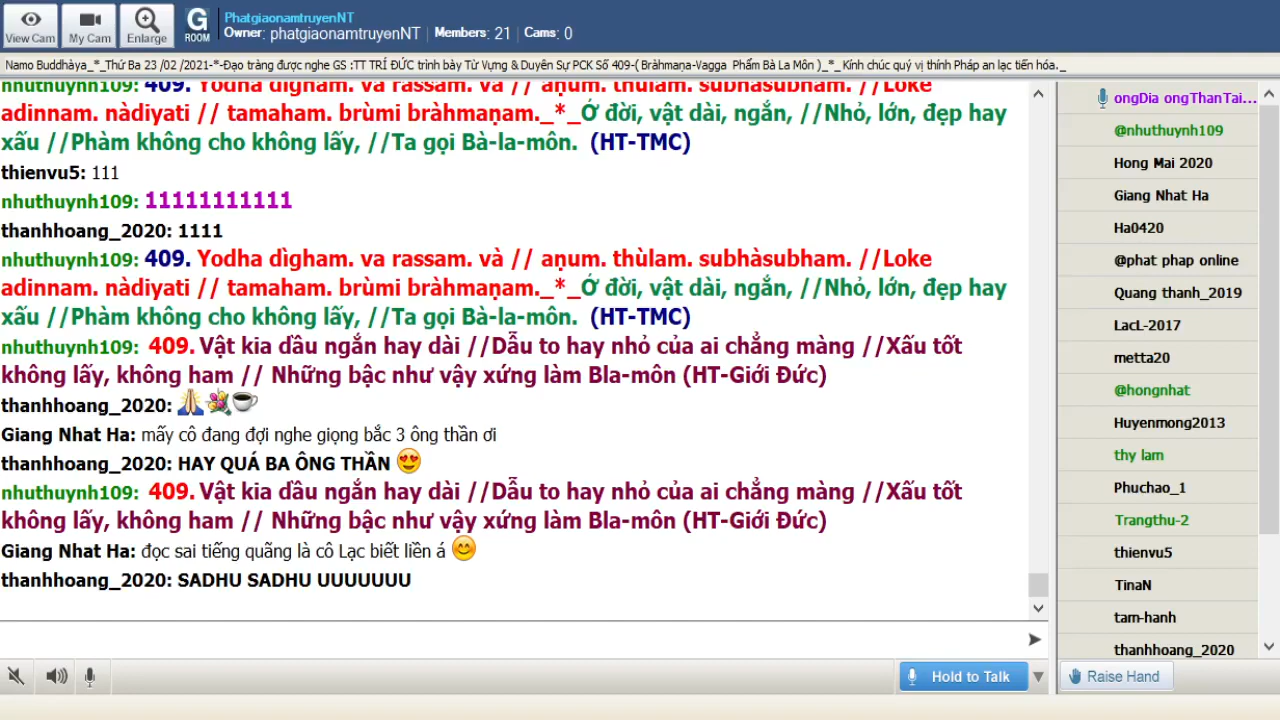 View Cam
My Cam
Enlarge
G
ROOM
PhatgiaonamtruyenNT
Owner: phatgiaonamtruyenNT | Members: 21 | Cams: 0
Namo Buddhàya_*_Thứ Ba 23 /02 /2021-*-Đạo tràng được nghe GS :TT TRÍ ĐỨC trình bày Từ Vựng & Duyên Sự PCK Số 409-( Bràhmaṇa-Vagga Phẩm Bà La Môn )_*_ Kính chúc quý vị thính Pháp an lạc tiến hóa._
nhuthuynh109: 409. Yodha dìgham. va rassam. và // aṇum. thùlam. subhàsubham. //Loke
adinnam. nàdiyati // tamaham. brùmi bràhmaṇam._*_Ở đời, vật dài, ngắn, //Nhỏ, lớn, đẹp hay
xấu //Phàm không cho không lấy, //Ta gọi Bà-la-môn. (HT-TMC)
thienvu5: 111
nhuthuynh109: 11111111111
thanhhoang_2020: 1111
nhuthuynh109: 409. Yodha dìgham. va rassam. và // aṇum. thùlam. subhàsubham. //Loke
adinnam. nàdiyati // tamaham. brùmi bràhmaṇam._*_Ở đời, vật dài, ngắn, //Nhỏ, lớn, đẹp hay
xấu //Phàm không cho không lấy, //Ta gọi Bà-la-môn. (HT-TMC)
nhuthuynh109: 409. Vật kia dầu ngắn hay dài //Dẫu to hay nhỏ của ai chẳng màng //Xấu tốt
không lấy, không ham // Những bậc như vậy xứng làm Bla-môn (HT-Giới Đức)
thanhhoang_2020:
Giang Nhat Ha: mấy cô đang đợi nghe giọng bắc 3 ông thần ơi
thanhhoang_2020: HAY QUÁ BA ÔNG THẦN
nhuthuynh109: 409. Vật kia dầu ngắn hay dài //Dẫu to hay nhỏ của ai chẳng màng //Xấu tốt
không lấy, không ham // Những bậc như vậy xứng làm Bla-môn (HT-Giới Đức)
Giang Nhat Ha: đọc sai tiếng quãng là cô Lạc biết liền á
thanhhoang_2020: SADHU SADHU UUUUUUU
ongDia ongThanTai...
@nhuthuynh109
Hong Mai 2020
Giang Nhat Ha
Ha0420
@phat phap online
Quang thanh_2019
LacL-2017
metta20
@hongnhat
Huyenmong2013
thy lam
Phuchao_1
Trangthu-2
thienvu5
TinaN
tam-hanh
thanhhoang_2020
Hold to Talk
Raise Hand